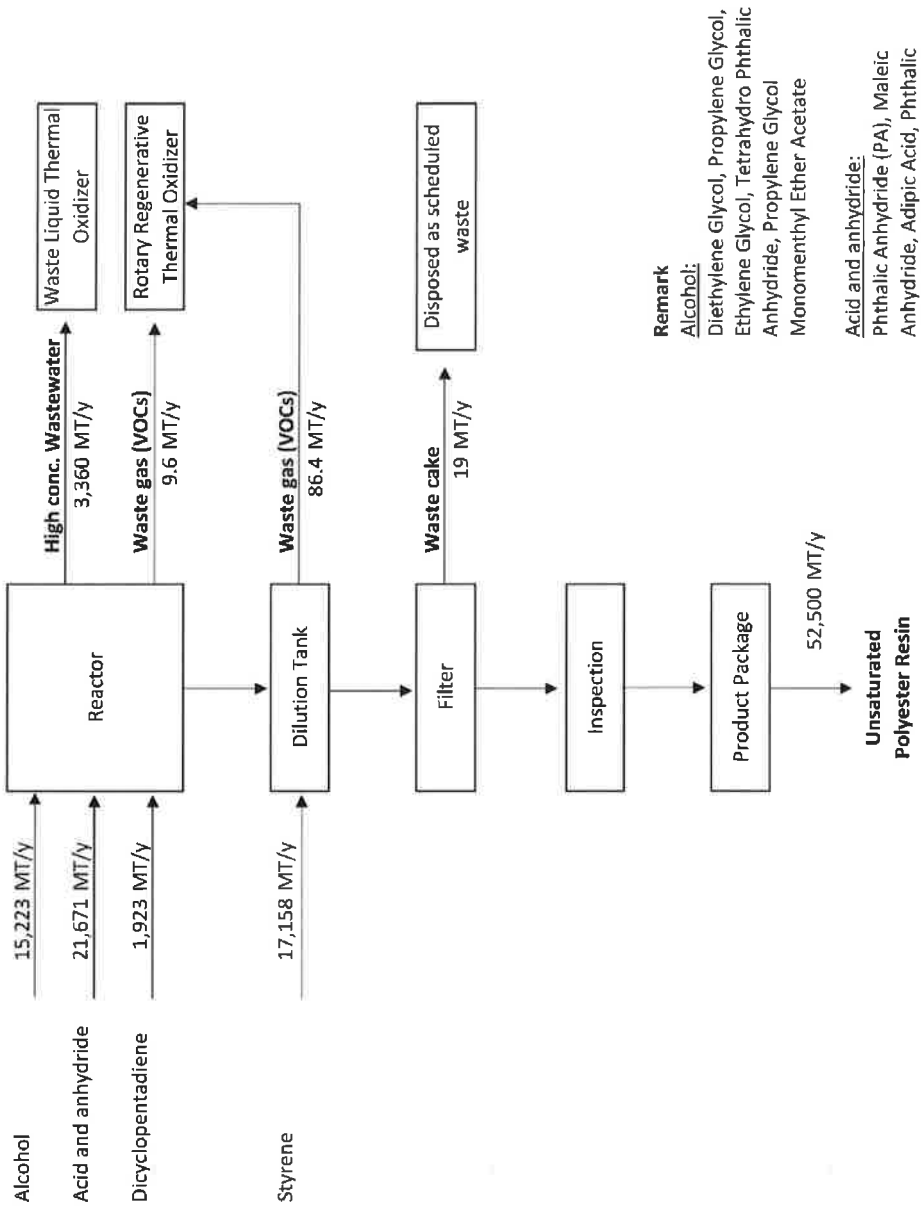 Alcohol
15,223 MT/y
Acid and anhydride
21,671 MT/y
Dicyclopentadiene
1,923 MT/y
Reactor
High conc. Wastewater
3,360 MT/y
Waste Liquid Thermal
Oxidizer
Waste gas (VOCs)
9.6 MT/y
Rotary Regenerative
Thermal Oxidizer
Styrene
17,158 MT/y
Dilution Tank
Waste gas (VOCs)
86.4 MT/y
Filter
Waste cake
19 MT/y
Disposed as scheduled
waste
Inspection
Product Package
52,500 MT/y
Unsaturated
Polyester Resin
Remark
Alcohol:
Diethylene Glycol, Propylene Glycol,
Ethylene Glycol, Tetrahydro Phthalic
Anhydride, Propylene Glycol
Monomenthyl Ether Acetate
Acid and anhydride:
Phthalic Anhydride (PA), Maleic
Anhydride, Adipic Acid, Phthalic